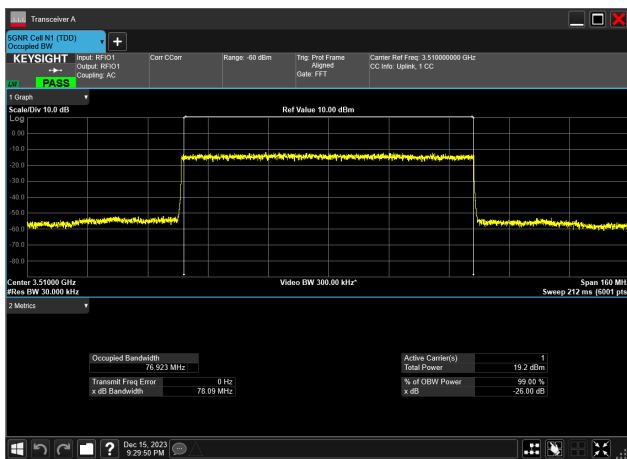 Transceiver A
5GNR Cell N1 (TDD)
Occupied BW
KEYSIGHT
Input: RFIO1
Output: RFIO1
Coupling: AC
Corr CCorr
Range: -60 dBm
Trig: Prot Frame
Aligned
Gate: FFT
Carrier Ref Freq: 3.510000000 GHz
CC Info: Uplink, 1 CC
PASS
1 Graph
Scale/Div 10.0 dB
Ref Value 10.00 dBm
Log
0.00
-10.0
-20.0
-30.0
-40.0
-50.0
-60.0
-70.0
-80.0
Center 3.51000 GHz
Video BW 300.00 kHz*
Span 160 MH
#Res BW 30.000 kHz
Sweep 212 ms (6001 pts
2 Metrics
Occupied Bandwidth
76.923 MHz
Transmit Freq Error 0 Hz
x dB Bandwidth 78.09 MHz
Active Carrier(s) 1
Total Power 19.2 dBm
% of OBW Power 99.00 %
x dB -26.00 dB
Dec 15, 2023
9:29:50 PM